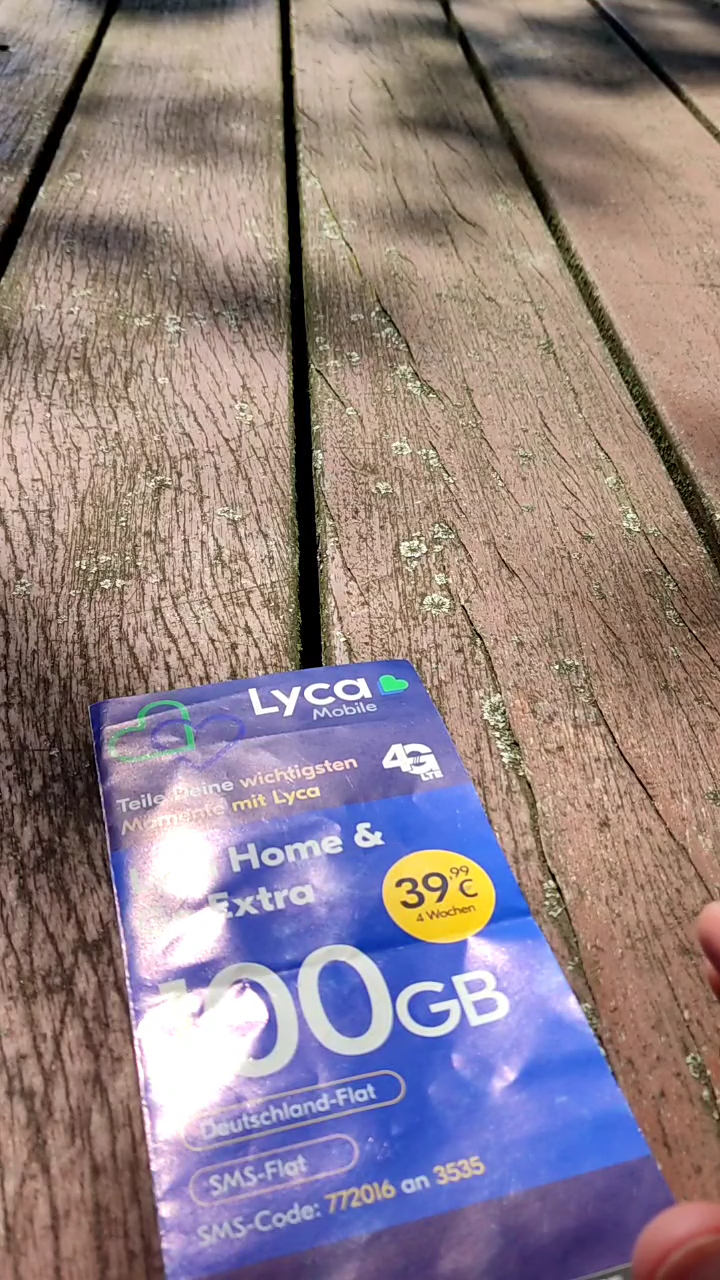 Lyca
Mobile
4G
LTE
Teile Deine wichtigsten
Momente mit Lyca
Home &
Extra
39,99 €
4 Wochen
100GB
Deutschland-Flat
SMS-Flat
SMS-Code: 772016 an 3535